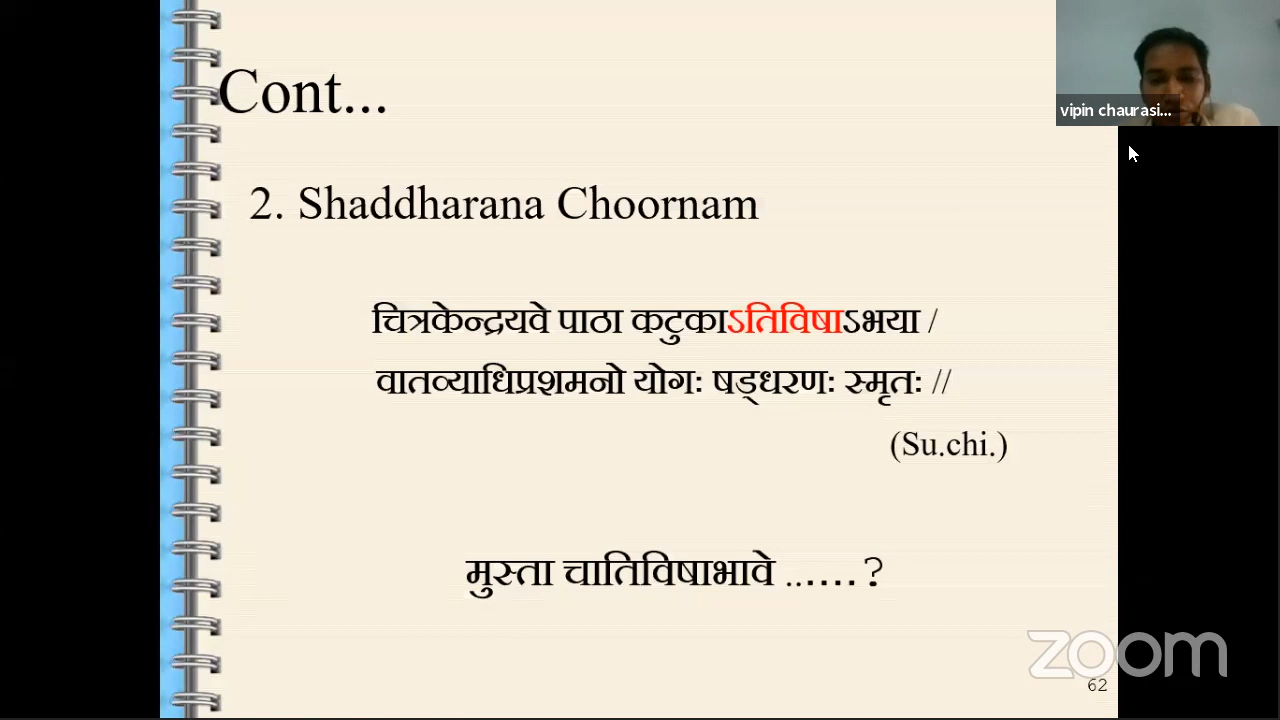 Cont...
vipin chaurasi...
2. Shaddharana Choornam
चित्रकेन्द्रयवे पाठा कटुकाऽतिविषाऽभया /
वातव्याधिप्रशमनो योगः षड्धरणः स्मृतः //
(Su.chi.)
मुस्ता चातिविषाभावे .......?
zoom
62